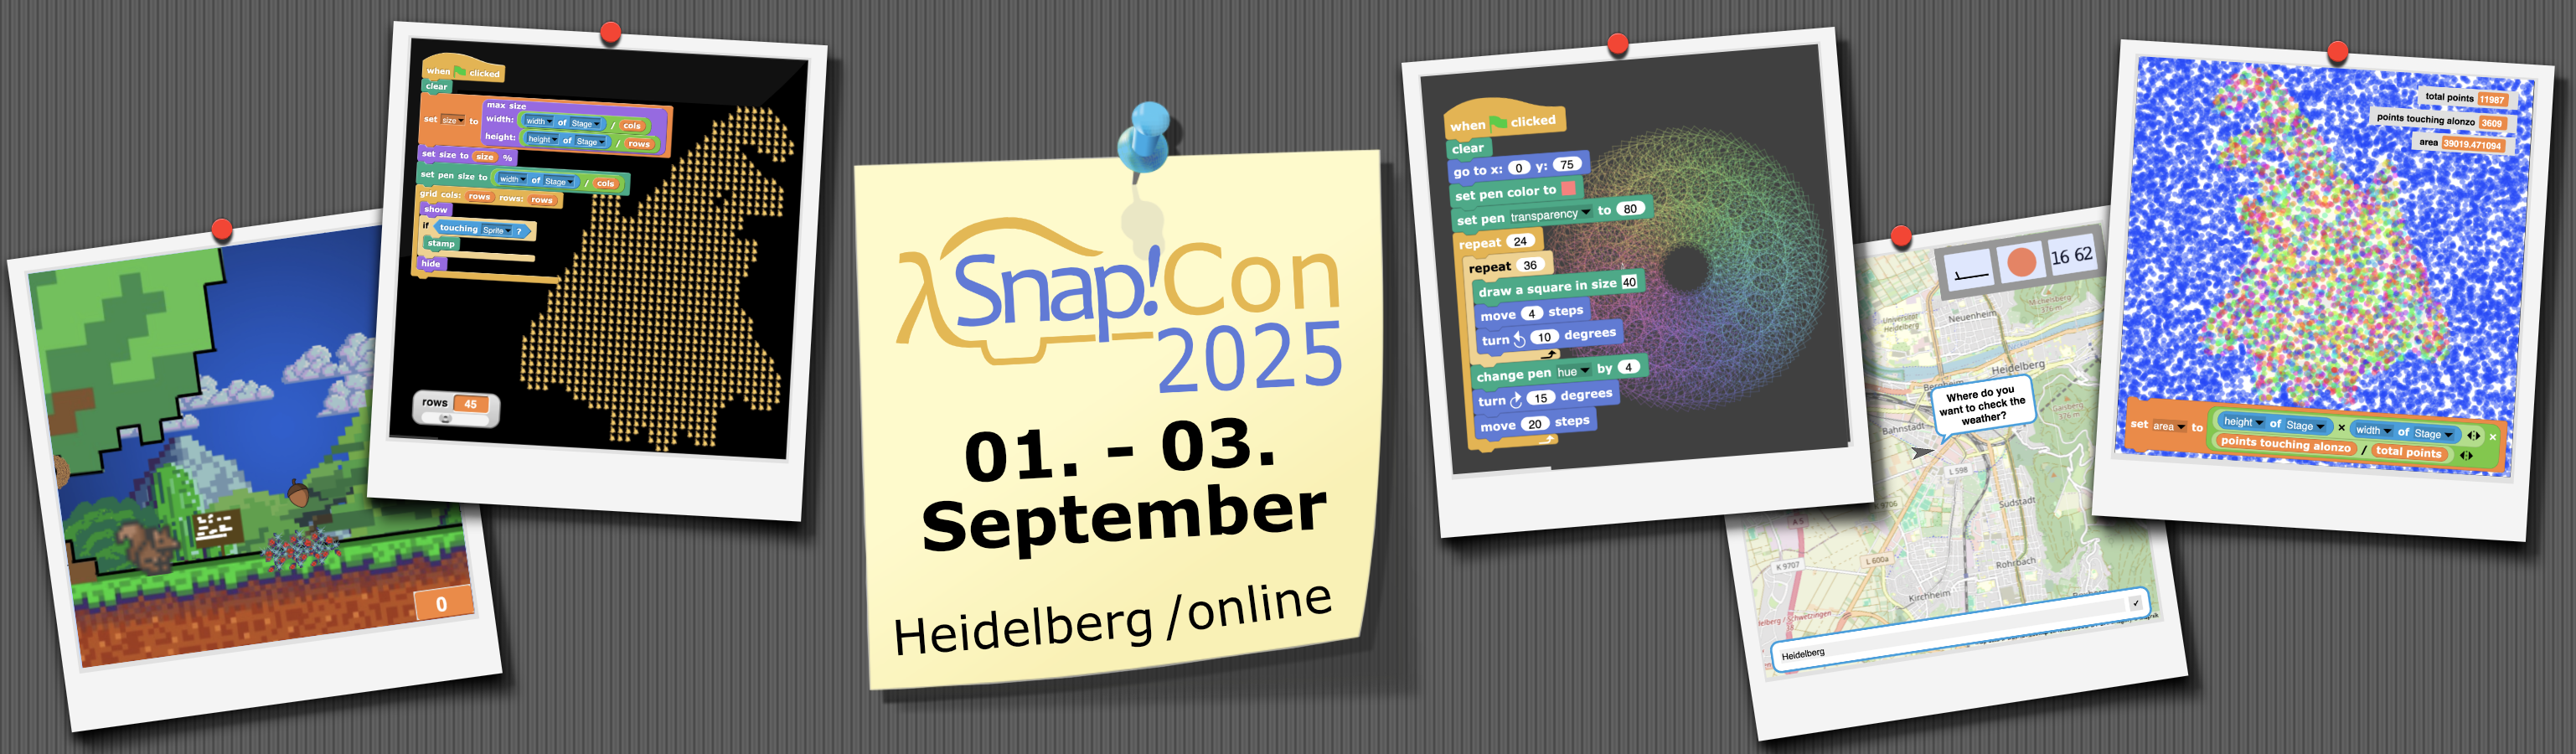 0
when clicked
clear
set size to max size
width: width of Stage / cols
height: height of Stage / rows
set size to size %
set pen size to width of Stage / cols
grid cols: rows rows: rows
show
if touching Sprite ?
stamp
hide
rows 45
λSnap!Con
2025
01. - 03.
September
Heidelberg /online
when clicked
clear
go to x: 0 y: 75
set pen color to
set pen transparency to 80
repeat 24
repeat 36
draw a square in size 40
move 4 steps
turn 10 degrees
change pen hue by 4
turn 15 degrees
move 20 steps
16 62
Neuenheim
Heidelberg
Where do you
want to check the
weather?
Bahnstadt
L 598
Südstadt
A 5
K 9707
L 600a
Rohrbach
Kirchheim
Heidelberg
total points 11987
points touching alonzo 3609
area 39019.471094
set area to height of Stage × width of Stage ×
points touching alonzo / total points